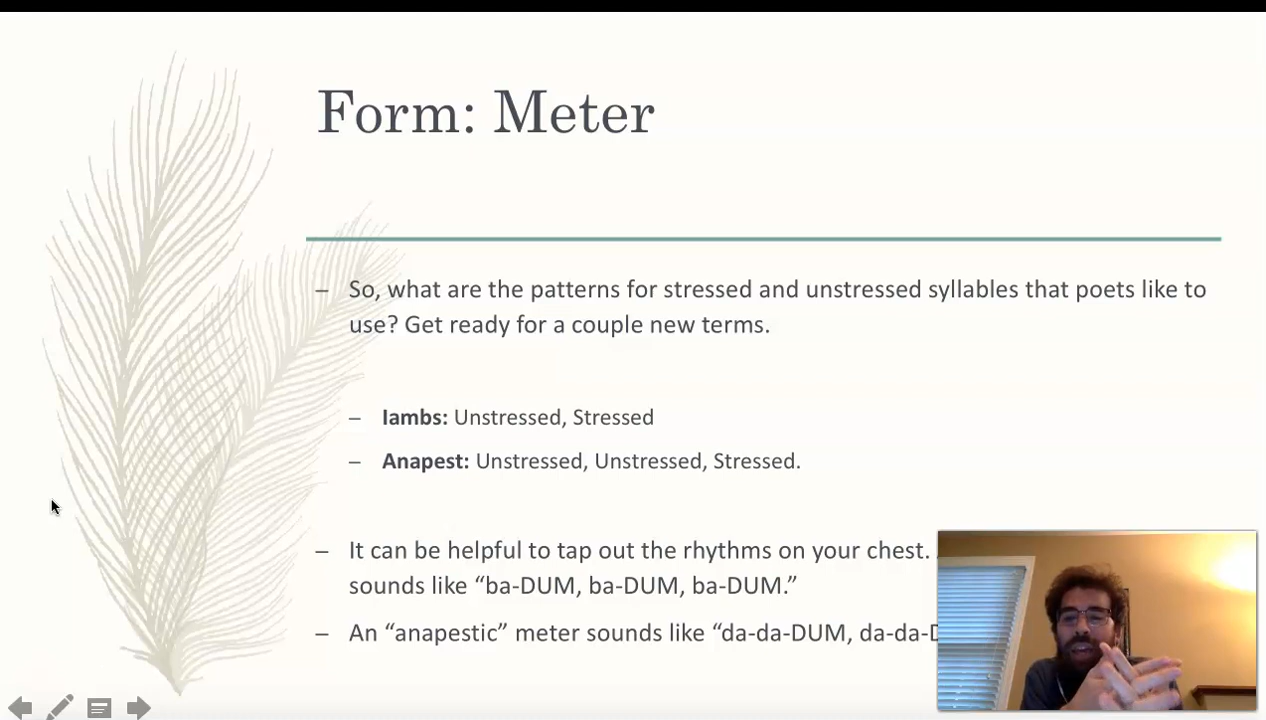 Form: Meter
– So, what are the patterns for stressed and unstressed syllables that poets like to
use? Get ready for a couple new terms.
– Iambs: Unstressed, Stressed
– Anapest: Unstressed, Unstressed, Stressed.
– It can be helpful to tap out the rhythms on your chest.
sounds like “ba-DUM, ba-DUM, ba-DUM.”
– An “anapestic” meter sounds like “da-da-DUM, da-da-